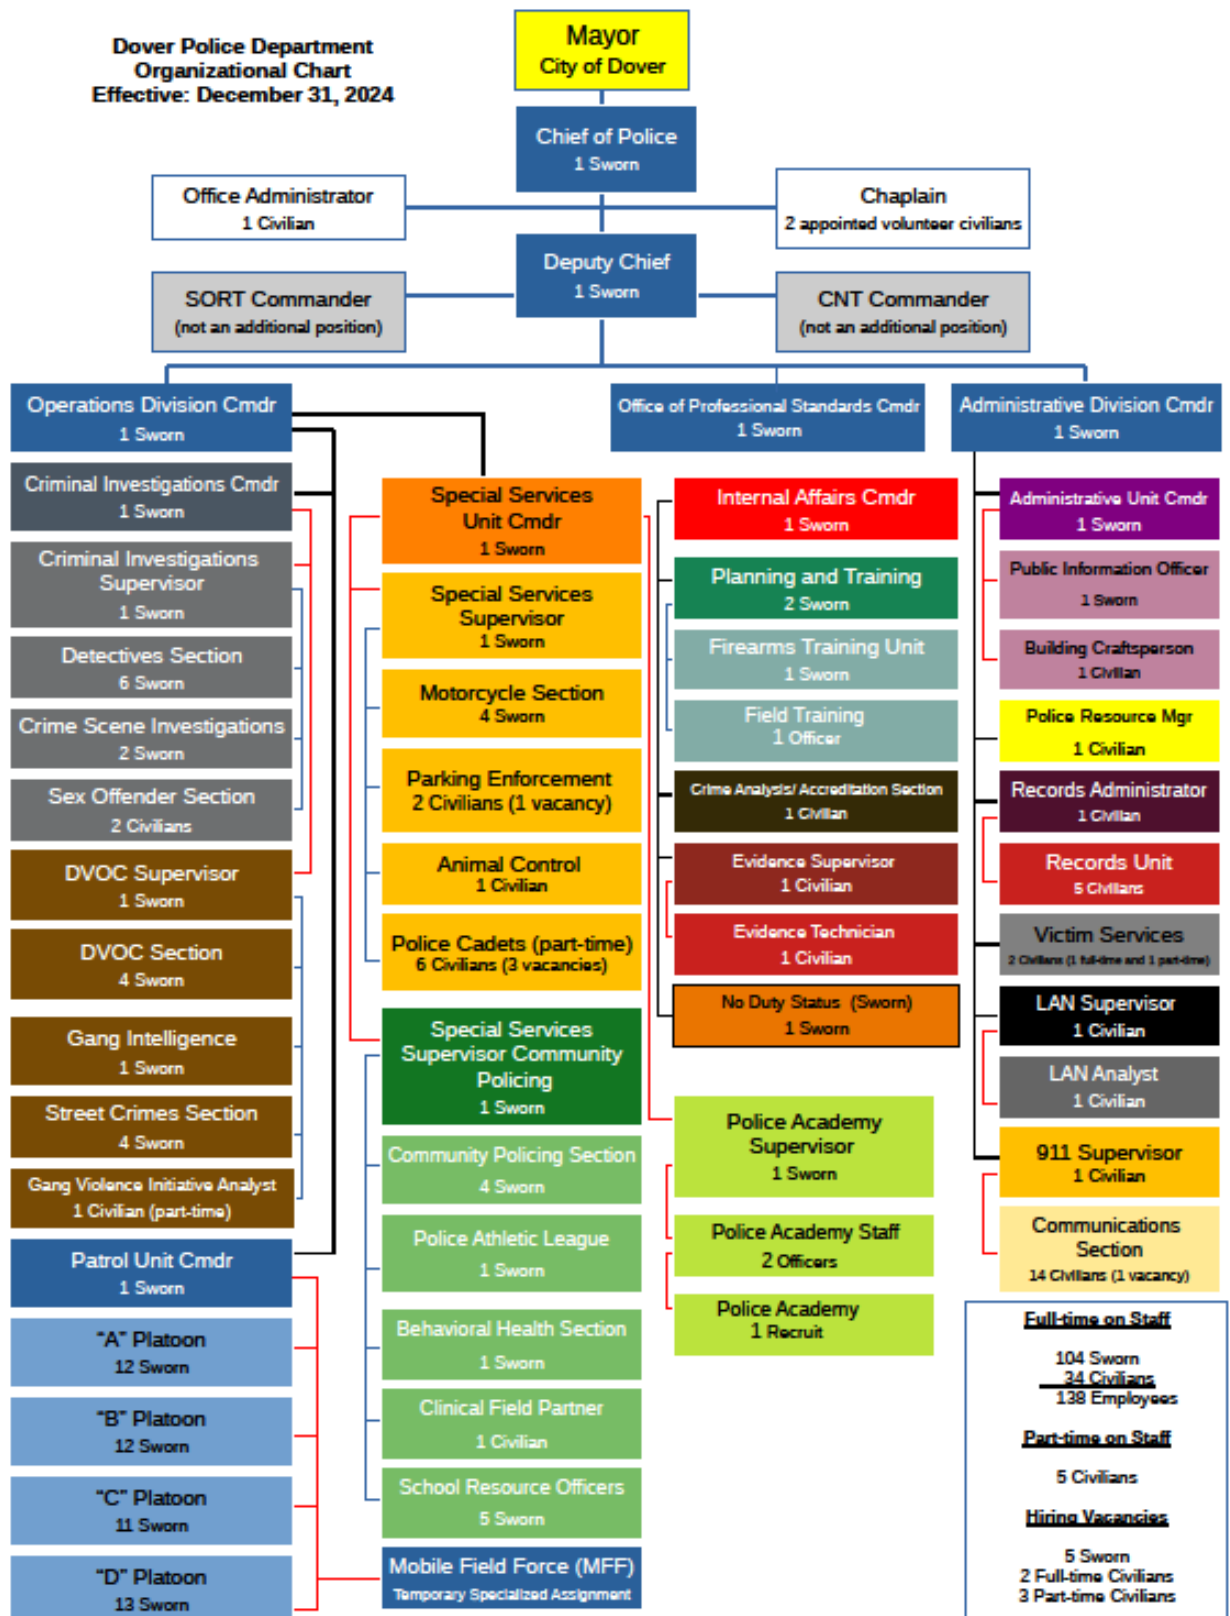 Dover Police Department
Organizational Chart
Effective: December 31, 2024
Mayor
City of Dover
Chief of Police
1 Sworn
Office Administrator
1 Civilian
Chaplain
2 appointed volunteer civilians
Deputy Chief
1 Sworn
SORT Commander
(not an additional position)
CNT Commander
(not an additional position)
Operations Division Cmdr
1 Sworn
Office of Professional Standards Cmdr
1 Sworn
Administrative Division Cmdr
1 Sworn
Criminal Investigations Cmdr
1 Sworn
Criminal Investigations
Supervisor
1 Sworn
Detectives Section
6 Sworn
Crime Scene Investigations
2 Sworn
Sex Offender Section
2 Civilians
DVOC Supervisor
1 Sworn
DVOC Section
4 Sworn
Gang Intelligence
1 Sworn
Street Crimes Section
4 Sworn
Gang Violence Initiative Analyst
1 Civilian (part-time)
Patrol Unit Cmdr
1 Sworn
“A” Platoon
12 Sworn
“B” Platoon
12 Sworn
“C” Platoon
11 Sworn
“D” Platoon
13 Sworn
Special Services
Unit Cmdr
1 Sworn
Special Services
Supervisor
1 Sworn
Motorcycle Section
4 Sworn
Parking Enforcement
2 Civilians (1 vacancy)
Animal Control
1 Civilian
Police Cadets (part-time)
6 Civilians (3 vacancies)
Special Services
Supervisor Community
Policing
1 Sworn
Community Policing Section
4 Sworn
Police Athletic League
1 Sworn
Behavioral Health Section
1 Sworn
Clinical Field Partner
1 Civilian
School Resource Officers
5 Sworn
Mobile Field Force (MFF)
Temporary Specialized Assignment
Internal Affairs Cmdr
1 Sworn
Planning and Training
2 Sworn
Firearms Training Unit
1 Sworn
Field Training
1 Officer
Crime Analysis/ Accreditation Section
1 Civilian
Evidence Supervisor
1 Civilian
Evidence Technician
1 Civilian
No Duty Status (Sworn)
1 Sworn
Police Academy
Supervisor
1 Sworn
Police Academy Staff
2 Officers
Police Academy
1 Recruit
Administrative Unit Cmdr
1 Sworn
Public Information Officer
1 Sworn
Building Craftsperson
1 Civilian
Police Resource Mgr
1 Civilian
Records Administrator
1 Civilian
Records Unit
5 Civilians
Victim Services
2 Civilians (1 full-time and 1 part-time)
LAN Supervisor
1 Civilian
LAN Analyst
1 Civilian
911 Supervisor
1 Civilian
Communications
Section
14 Civilians (1 vacancy)
Full-time on Staff
104 Sworn
34 Civilians
138 Employees
Part-time on Staff
5 Civilians
Hiring Vacancies
5 Sworn
2 Full-time Civilians
3 Part-time Civilians